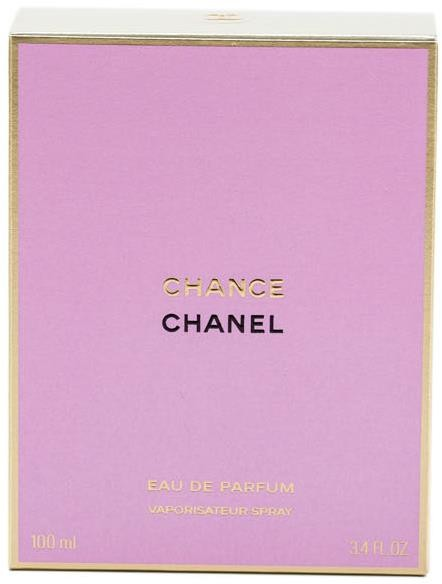 CHANCE
CHANEL
EAU DE PARFUM
VAPORISATEUR SPRAY
100 ml 3.4 FL.OZ